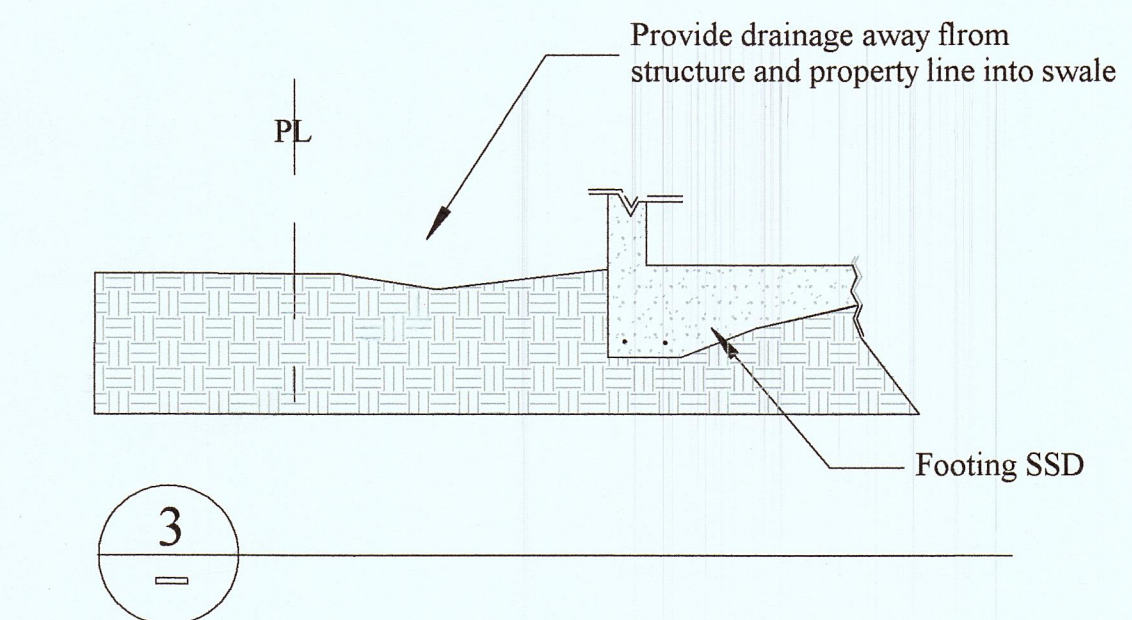 Provide drainage away flrom
structure and property line into swale
PL
Footing SSD
3